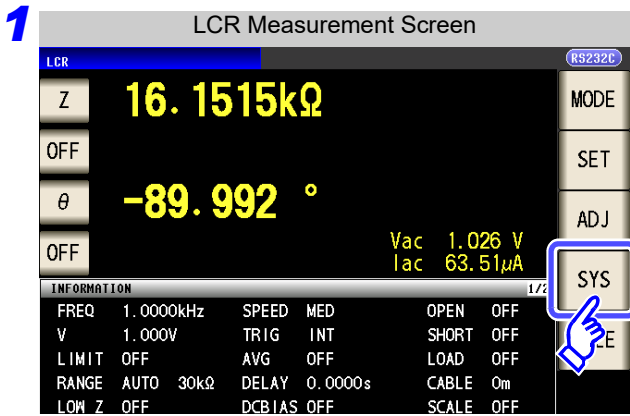 1
LCR Measurement Screen
LCR
RS232C
Z 16.1515kΩ
MODE
OFF
SET
θ -89.992 °
ADJ
OFF
Vac 1.026 V
Iac 63.51μA
SYS
INFORMATION 1/2
FREQ 1.0000kHz SPEED MED OPEN OFF
V 1.000V TRIG INT SHORT OFF
LIMIT OFF AVG OFF LOAD OFF
RANGE AUTO 30kΩ DELAY 0.0000s CABLE 0m
LOW Z OFF DCBIAS OFF SCALE OFF